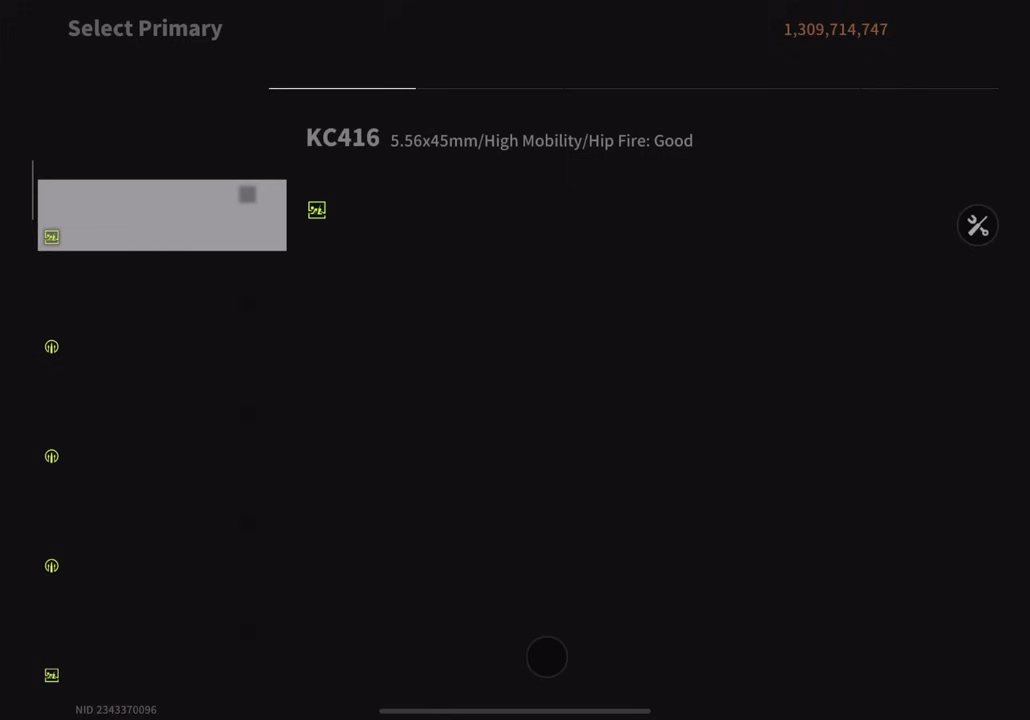 Select Primary
1,309,714,747
KC416 5.56x45mm/High Mobility/Hip Fire: Good
NID 2343370096